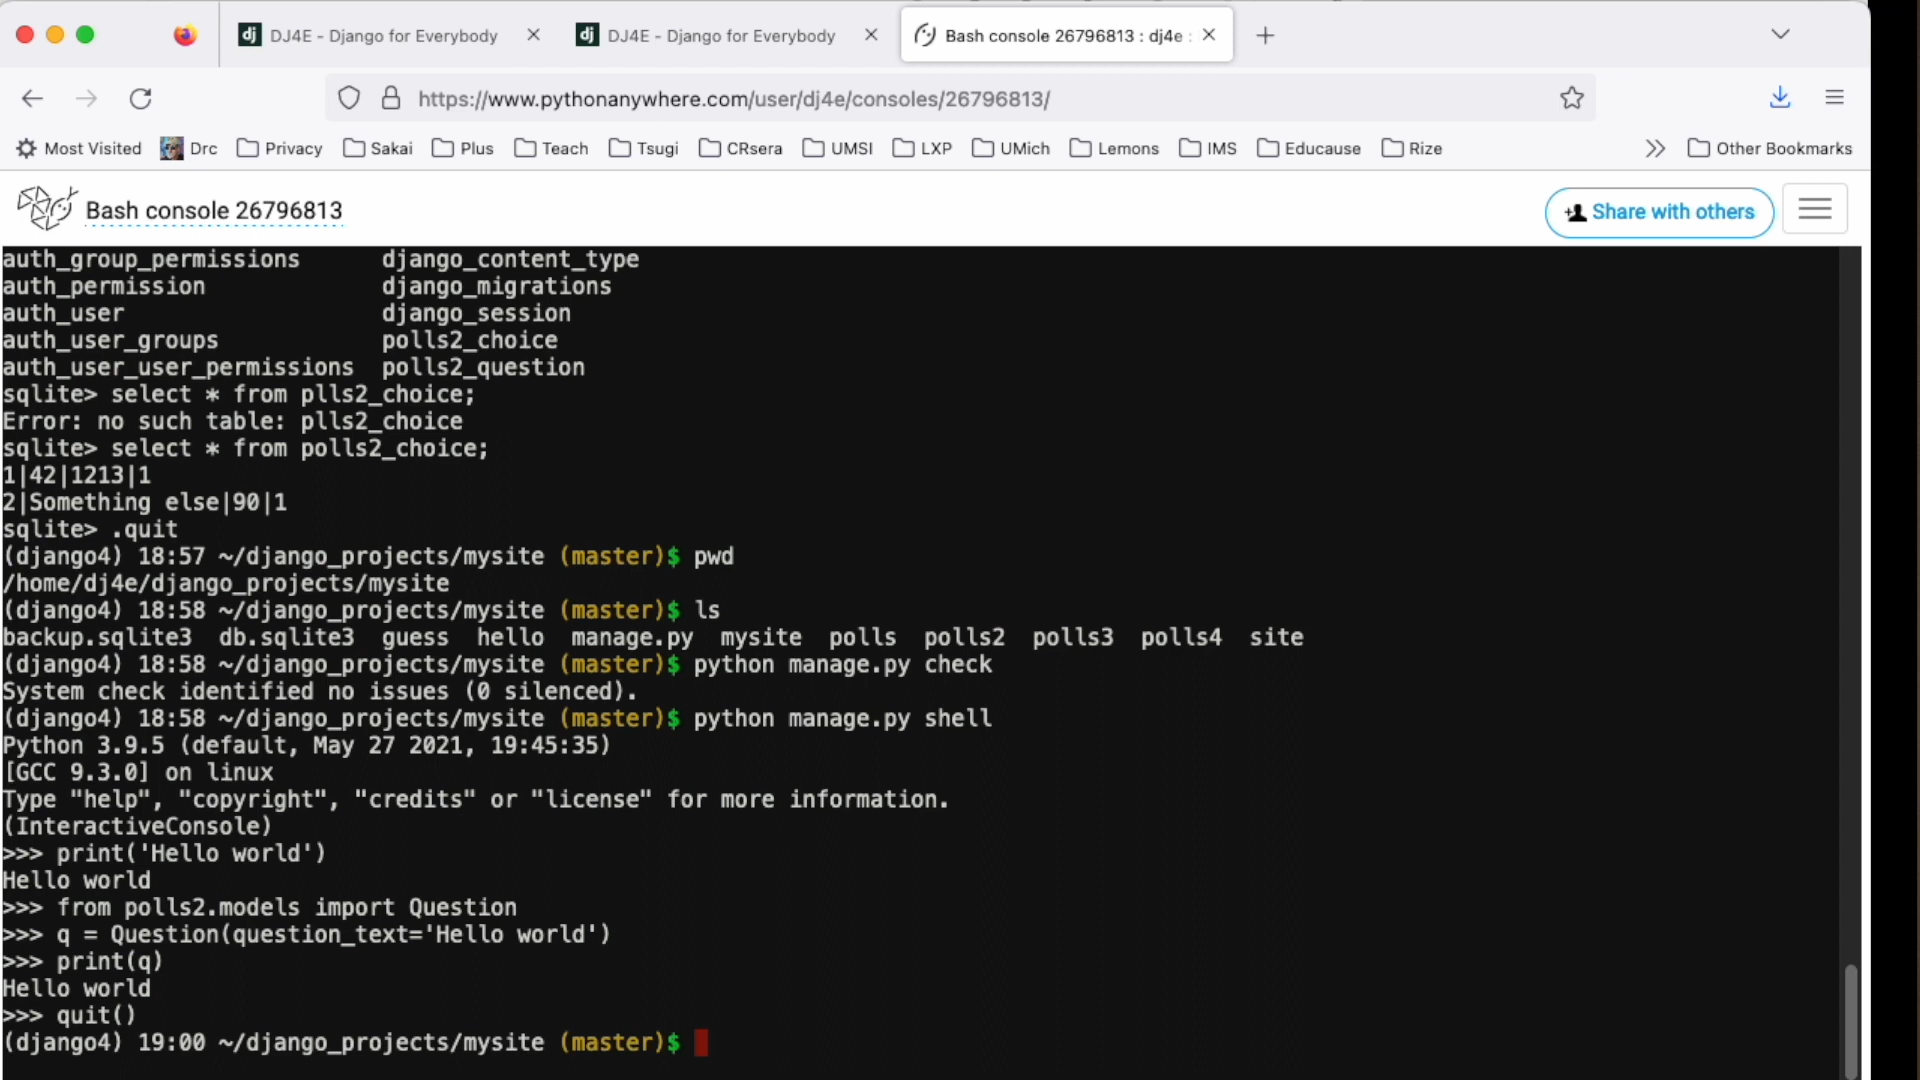 dj DJ4E - Django for Everybody
dj DJ4E - Django for Everybody
Bash console 26796813 : dj4e :
https://www.pythonanywhere.com/user/dj4e/consoles/26796813/
Most Visited Drc Privacy Sakai Plus Teach Tsugi CRsera UMSI LXP UMich Lemons IMS Educause Rize Other Bookmarks
Bash console 26796813
Share with others
auth_group_permissions django_content_type
auth_permission django_migrations
auth_user django_session
auth_user_groups polls2_choice
auth_user_user_permissions polls2_question
sqlite> select * from plls2_choice;
Error: no such table: plls2_choice
sqlite> select * from polls2_choice;
1|42|1213|1
2|Something else|90|1
sqlite> .quit
(django4) 18:57 ~/django_projects/mysite (master)$ pwd
/home/dj4e/django_projects/mysite
(django4) 18:58 ~/django_projects/mysite (master)$ ls
backup.sqlite3 db.sqlite3 guess hello manage.py mysite polls polls2 polls3 polls4 site
(django4) 18:58 ~/django_projects/mysite (master)$ python manage.py check
System check identified no issues (0 silenced).
(django4) 18:58 ~/django_projects/mysite (master)$ python manage.py shell
Python 3.9.5 (default, May 27 2021, 19:45:35)
[GCC 9.3.0] on linux
Type "help", "copyright", "credits" or "license" for more information.
(InteractiveConsole)
>>> print('Hello world')
Hello world
>>> from polls2.models import Question
>>> q = Question(question_text='Hello world')
>>> print(q)
Hello world
>>> quit()
(django4) 19:00 ~/django_projects/mysite (master)$